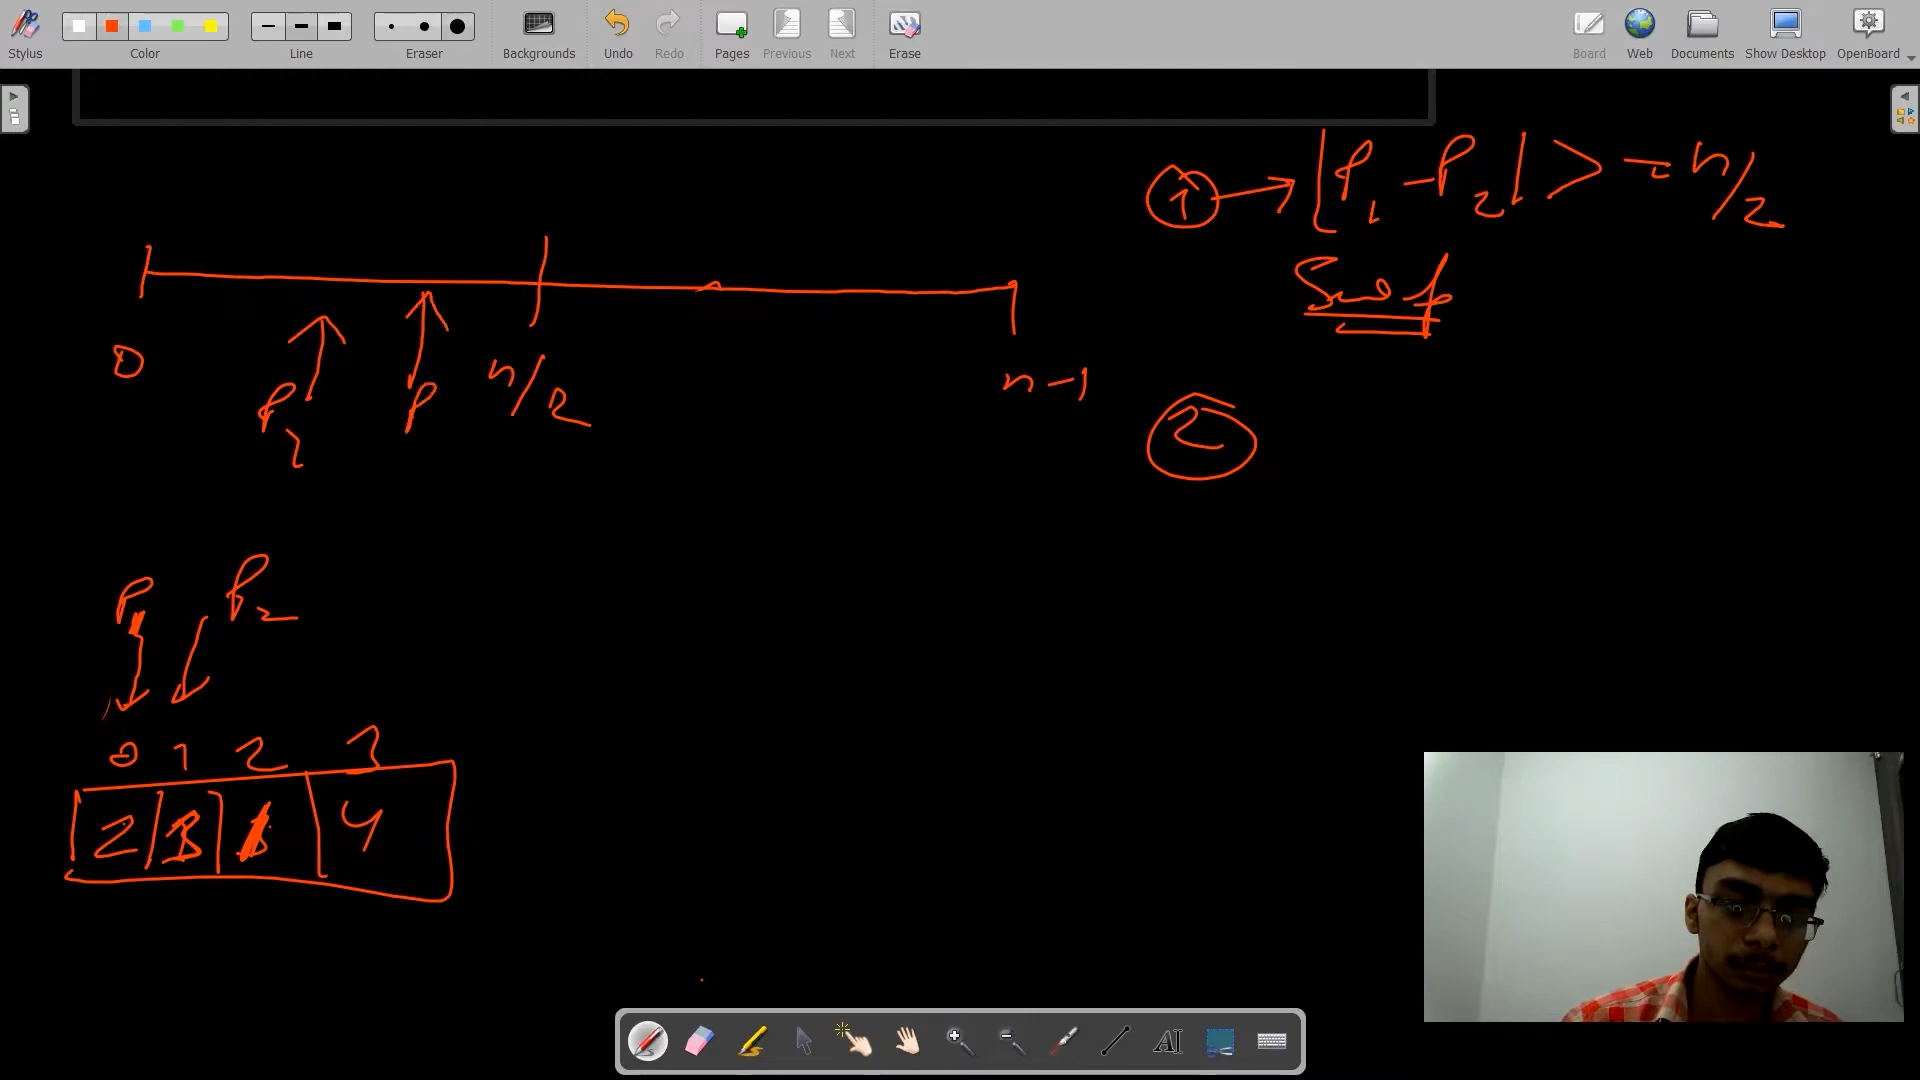 Stylus Color Line Eraser Backgrounds Undo Redo Pages Previous Next Erase Board Web Documents Show Desktop OpenBoard
1 → |P1 - P2| >= n/2
Swap
0 P2 P n/2 n-1
2
P1 P2
0 1 2 3
2 3 4
AI